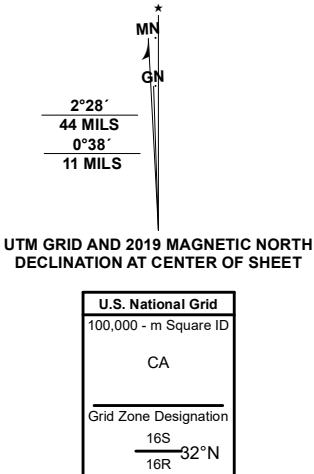 MN
GN
2°28´
44 MILS
0°38´
11 MILS
UTM GRID AND 2019 MAGNETIC NORTH
DECLINATION AT CENTER OF SHEET
U.S. National Grid
100,000 - m Square ID
CA
Grid Zone Designation
16S
32°N
16R